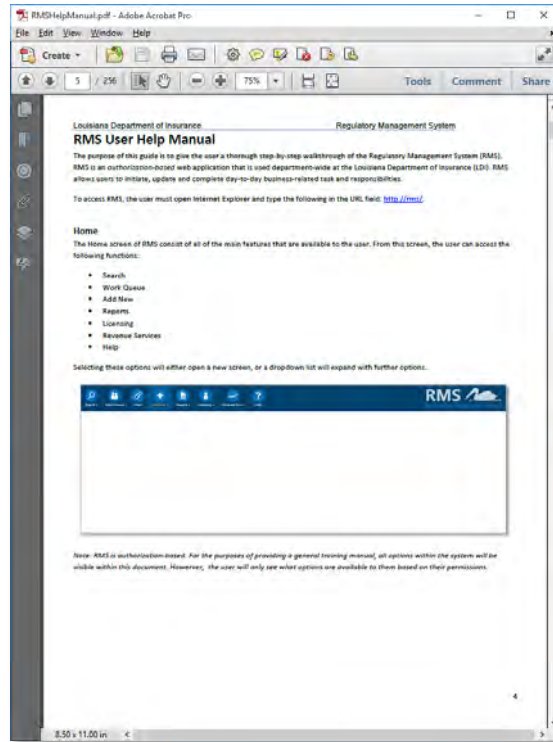 RMSHelpManual.pdf - Adobe Acrobat Pro
File Edit View Window Help
Create
5 / 256 75% Tools Comment Share
Louisiana Department of Insurance Regulatory Management System
RMS User Help Manual
The purpose of this guide is to give the user a thorough step-by-step walkthrough of the Regulatory Management System (RMS).
RMS is an authorization-based web application that is used department-wide at the Louisiana Department of Insurance (LDI). RMS
allows users to initiate, update and complete day-to-day business-related task and responsibilities.
To access RMS, the user must open Internet Explorer and type the following in the URL field: http://rms/.
Home
The Home screen of RMS consist of all of the main features that are available to the user. From this screen, the user can access the
following functions:
• Search
• Work Queue
• Add New
• Reports
• Licensing
• Revenue Services
• Help
Selecting these options will either open a new screen, or a dropdown list will expand with further options.
RMS
Note: RMS is authorization-based. For the purposes of providing a general training manual, all options within the system will be
visible within this document. However, the user will only see what options are available to them based on their permissions.
4
8.50 x 11.00 in